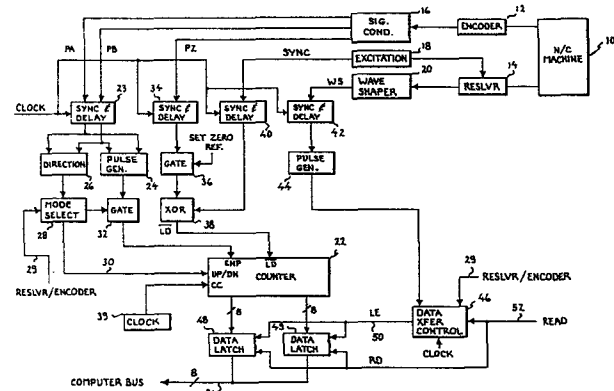 16
12
SIG. COND.
ENCODER
N/C MACHINE
10
PA
PB
PZ
SYNC
18
EXCITATION
14
RESLVR
20
WS
WAVE SHAPER
CLOCK
23
SYNC & DELAY
34
SYNC & DELAY
SYNC & DELAY
40
SYNC & DELAY
42
SET ZERO REF.
DIRECTION
26
PULSE GEN.
24
GATE
36
PULSE GEN.
44
MODE SELECT
28
GATE
32
XOR
38
LD
29
30
22
ENP
LD
UP/DN
COUNTER
CC
RESLVR/ENCODER
39
CLOCK
8
8
29
RESLVR/ENCODER
48
DATA LATCH
49
DATA LATCH
LE
50
DATA XFER CONTROL
46
52
READ
CLOCK
RD
COMPUTER BUS
8